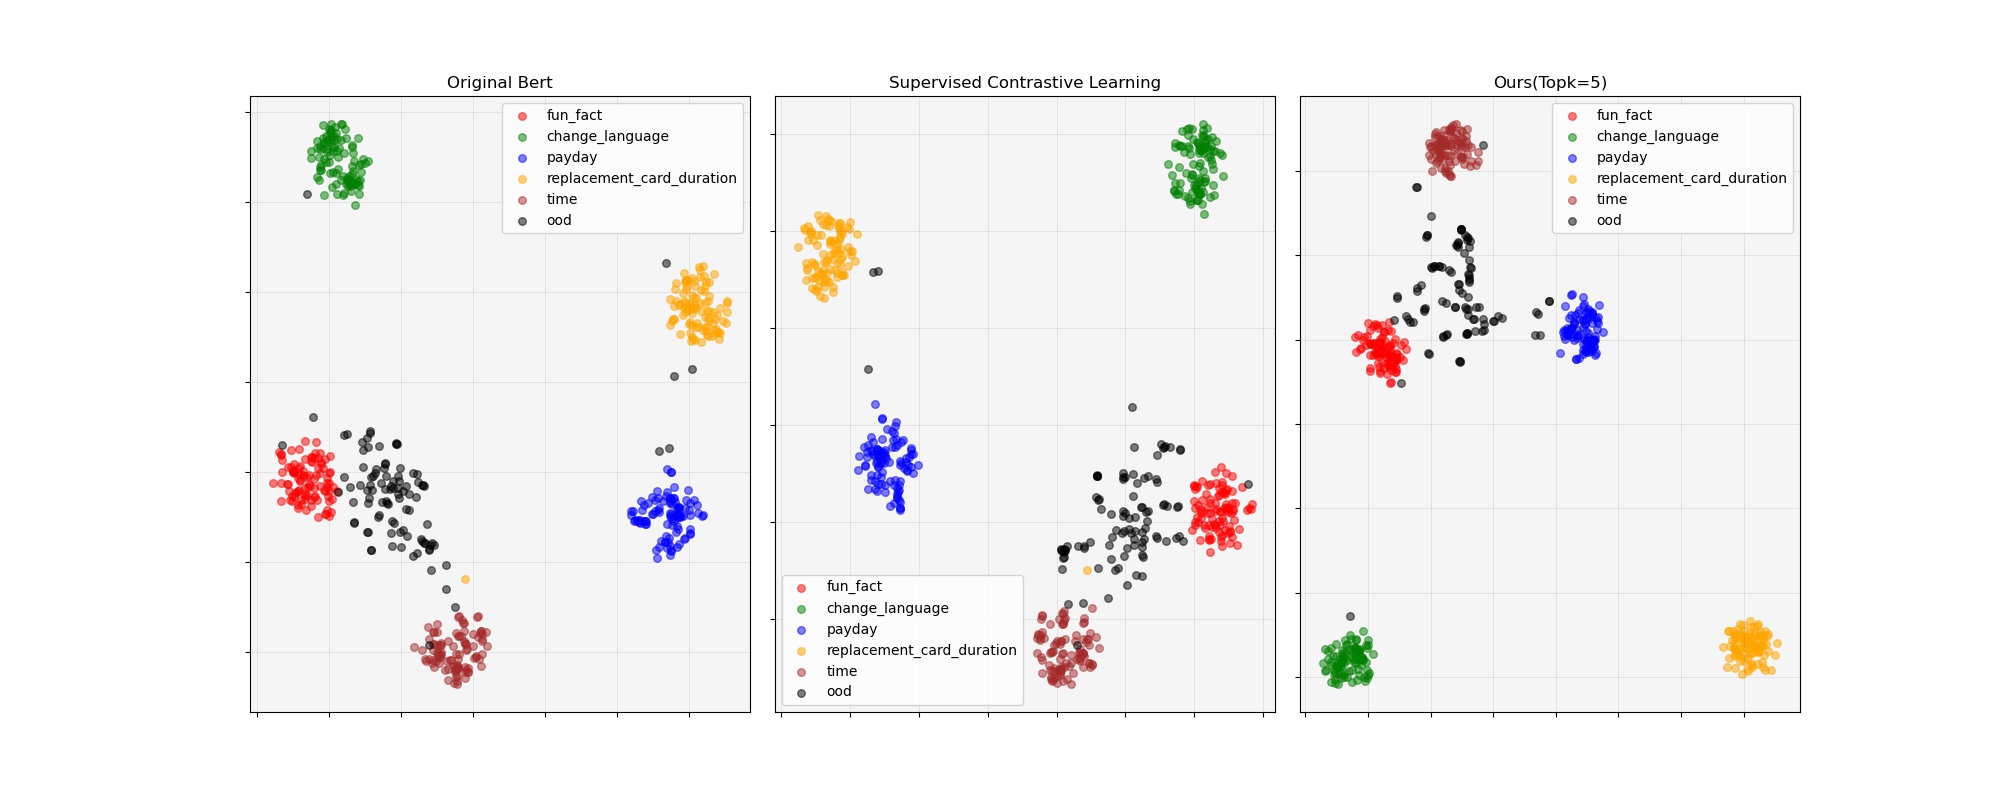 Original Bert
fun_fact
change_language
payday
replacement_card_duration
time
ood
Supervised Contrastive Learning
fun_fact
change_language
payday
replacement_card_duration
time
ood
Ours(Topk=5)
fun_fact
change_language
payday
replacement_card_duration
time
ood